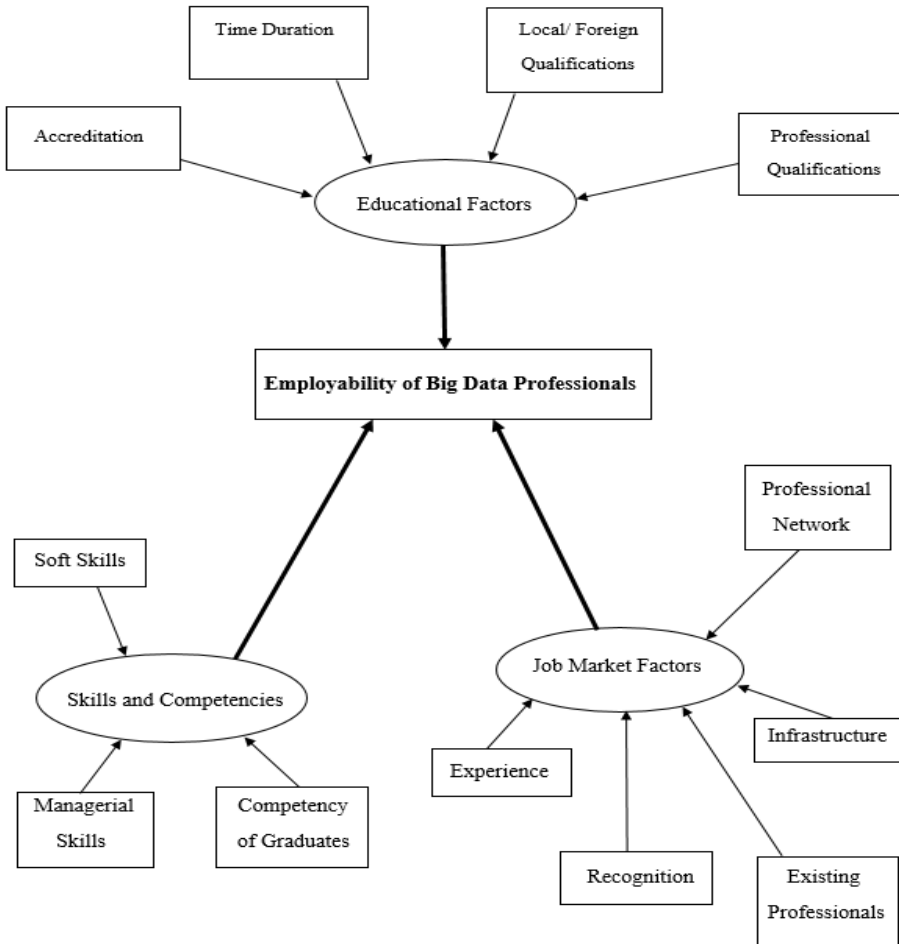 Time Duration
Local/ Foreign
Qualifications
Accreditation
Professional
Qualifications
Educational Factors
Employability of Big Data Professionals
Professional
Network
Soft Skills
Job Market Factors
Skills and Competencies
Infrastructure
Experience
Managerial
Skills
Competency
of Graduates
Recognition
Existing
Professionals